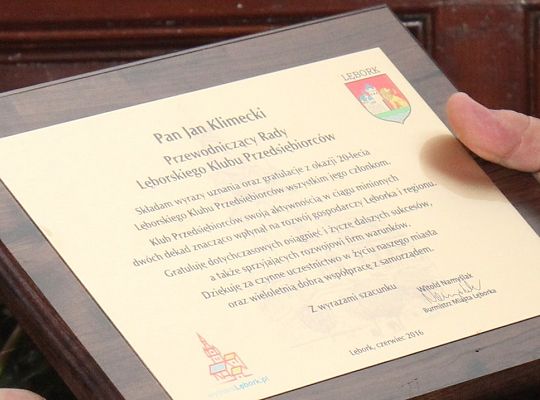 LĘBORK
Pan Jan Klimecki
Przewodniczący Rady
Lęborskiego Klubu Przedsiębiorców
Składam wyrazy uznania oraz gratulacje z okazji 20-lecia
Lęborskiego Klubu Przedsiębiorców wszystkim jego członkom.
Klub Przedsiębiorców swoją aktywnością w ciągu minionych
dwóch dekad znacząco wpłynął na rozwój gospodarczy Lęborka i regionu.
Gratuluję dotychczasowych osiągnięć i życzę dalszych sukcesów,
a także sprzyjających rozwojowi firm warunków.
Dziękuję za czynne uczestnictwo w życiu naszego miasta
oraz wieloletnią dobrą współpracę z samorządem.
Z wyrazami szacunku
Witold Namyślak
Burmistrz Miasta Lęborka
Lębork, czerwiec 2016
Lębork.pl